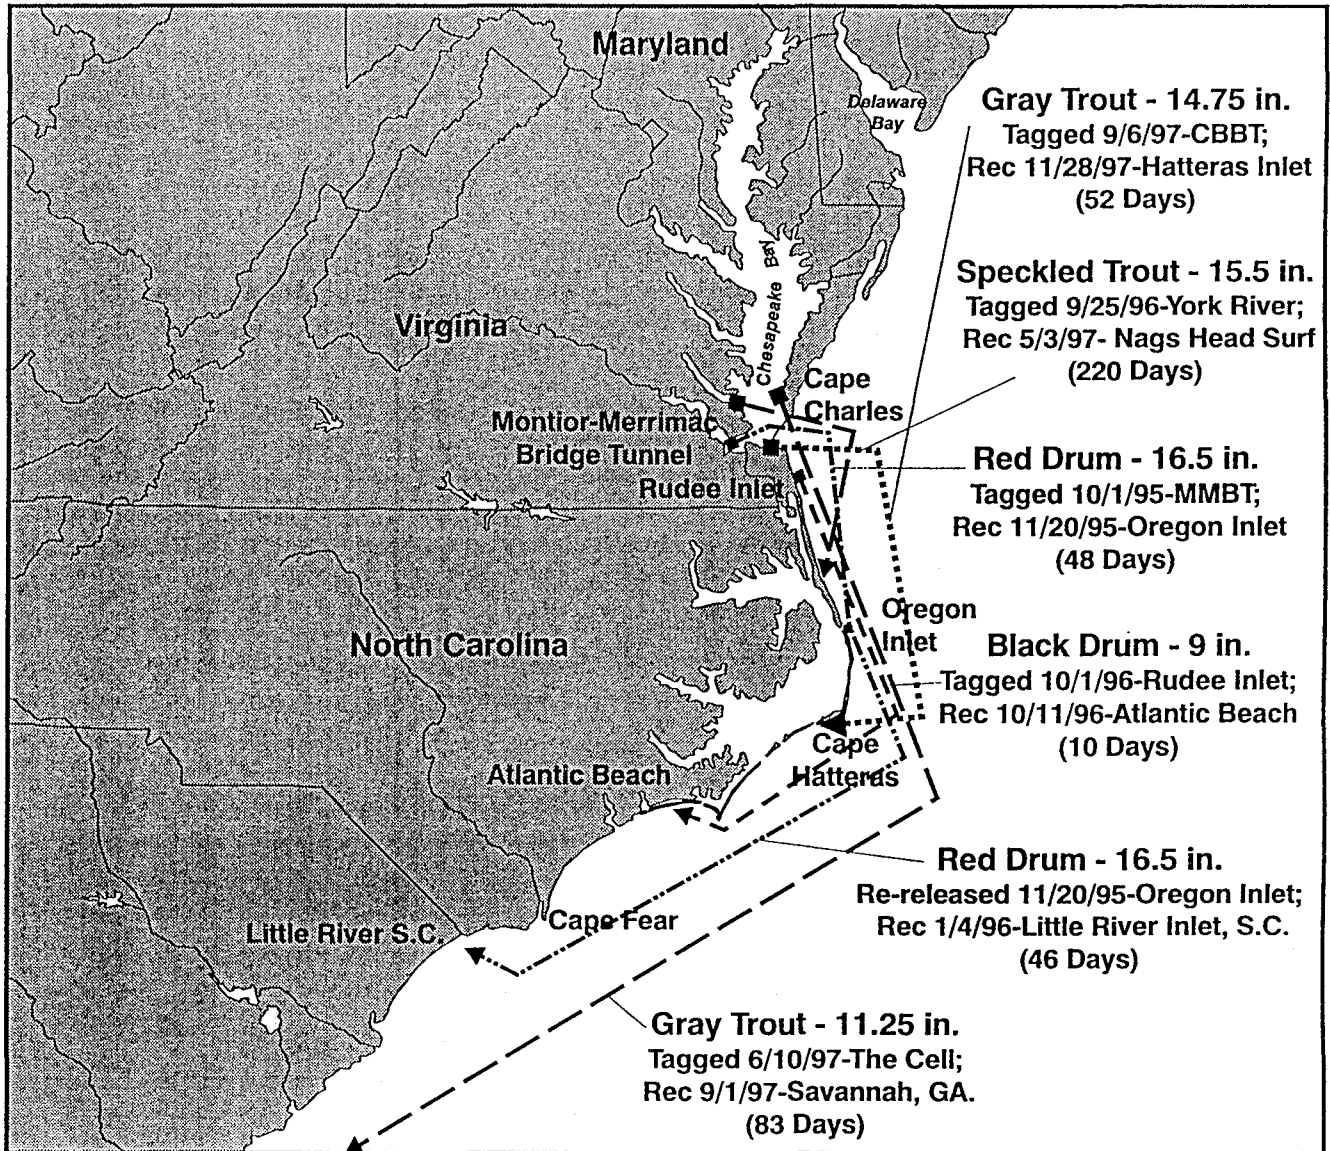 Maryland
Delaware
Bay
Gray Trout - 14.75 in.
Tagged 9/6/97-CBBT;
Rec 11/28/97-Hatteras Inlet
(52 Days)
Speckled Trout - 15.5 in.
Tagged 9/25/96-York River;
Rec 5/3/97- Nags Head Surf
(220 Days)
Chesapeake Bay
Virginia
Cape
Charles
Montior-Merrimac
Bridge Tunnel
Rudee Inlet
Red Drum - 16.5 in.
Tagged 10/1/95-MMBT;
Rec 11/20/95-Oregon Inlet
(48 Days)
Oregon
Inlet
North Carolina
Black Drum - 9 in.
Tagged 10/1/96-Rudee Inlet;
Rec 10/11/96-Atlantic Beach
(10 Days)
Cape
Hatteras
Atlantic Beach
Red Drum - 16.5 in.
Re-released 11/20/95-Oregon Inlet;
Rec 1/4/96-Little River Inlet, S.C.
(46 Days)
Cape Fear
Little River S.C.
Gray Trout - 11.25 in.
Tagged 6/10/97-The Cell;
Rec 9/1/97-Savannah, GA.
(83 Days)